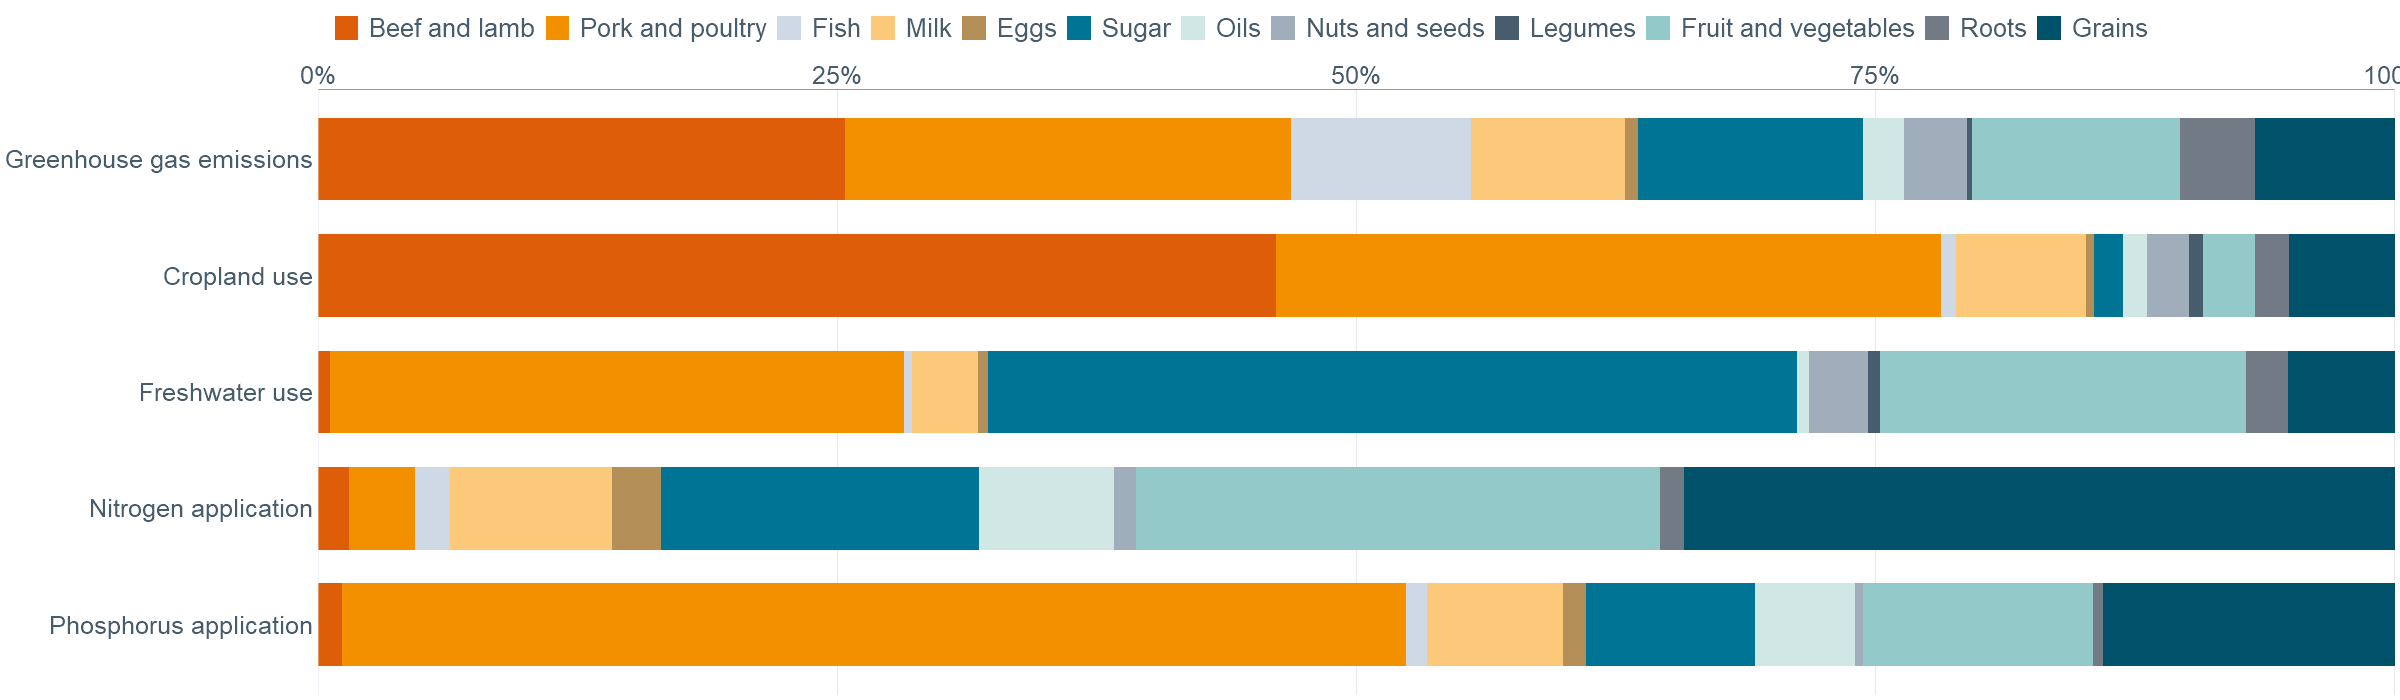 Beef and lamb Pork and poultry Fish Milk Eggs Sugar Oils Nuts and seeds Legumes Fruit and vegetables Roots Grains
0% 25% 50% 75% 100
Greenhouse gas emissions
Cropland use
Freshwater use
Nitrogen application
Phosphorus application